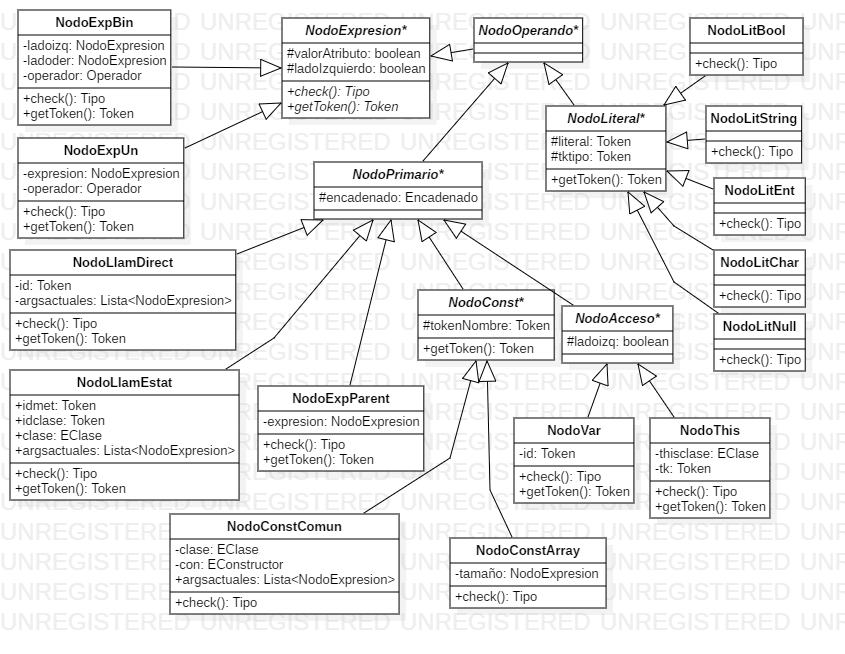 NodoExpBin
-ladoizq: NodoExpresion
-ladoder: NodoExpresion
-operador: Operador
+check(): Tipo
+getToken(): Token
NodoExpresion*
#valorAtributo: boolean
#ladoIzquierdo: boolean
+check(): Tipo
+getToken(): Token
NodoOperando*
NodoLitBool
+check(): Tipo
NodoExpUn
-expresion: NodoExpresion
-operador: Operador
+check(): Tipo
+getToken(): Token
NodoPrimario*
#encadenado: Encadenado
NodoLiteral*
#literal: Token
#tktipo: Token
+getToken(): Token
NodoLitString
+check(): Tipo
NodoLitEnt
+check(): Tipo
NodoLitChar
+check(): Tipo
NodoLitNull
+check(): Tipo
NodoLlamDirect
-id: Token
-argsactuales: Lista<NodoExpresion>
+check(): Tipo
+getToken(): Token
NodoConst*
#tokenNombre: Token
+getToken(): Token
NodoAcceso*
#ladoizq: boolean
NodoLlamEstat
+idmet: Token
+idclase: Token
+clase: EClase
+argsactuales: Lista<NodoExpresion>
+check(): Tipo
+getToken(): Token
NodoExpParent
-expresion: NodoExpresion
+check(): Tipo
+getToken(): Token
NodoVar
-id: Token
+check(): Tipo
+getToken(): Token
NodoThis
-thisclase: EClase
-tk: Token
+check(): Tipo
+getToken(): Token
NodoConstComun
-clase: EClase
-con: EConstructor
+argsactuales: Lista<NodoExpresion>
+check(): Tipo
NodoConstArray
-tamaño: NodoExpresion
+check(): Tipo
UNREGISTERED